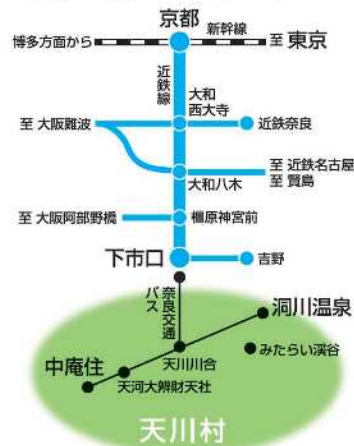 京都
博多方面から
新幹線
至 東京
近鉄線
大和
西大寺
至 大阪難波
近鉄奈良
至 近鉄名古屋
至 賢島
大和八木
至 大阪阿部野橋
橿原神宮前
下市口
吉野
奈良交通
バス
洞川温泉
みたらい渓谷
天川川合
中庵住
天河大辨財天社
天川村